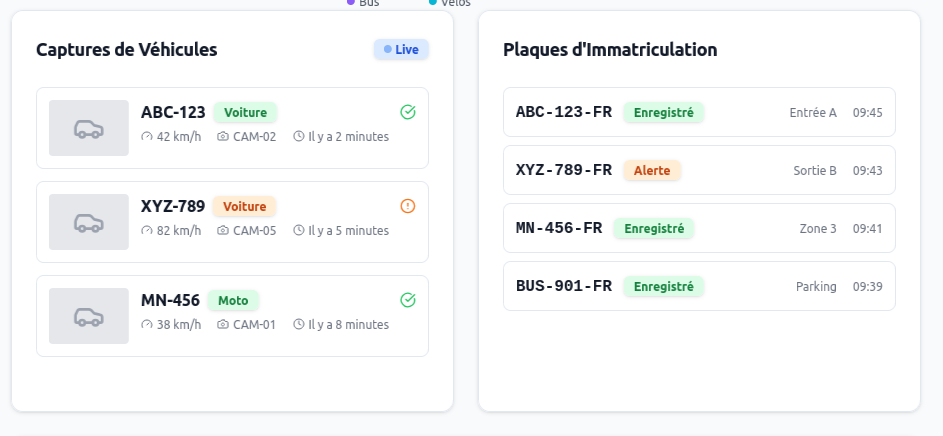 Bus Vélos
Captures de Véhicules
Live
ABC-123 Voiture
42 km/h CAM-02 Il y a 2 minutes
XYZ-789 Voiture
82 km/h CAM-05 Il y a 5 minutes
MN-456 Moto
38 km/h CAM-01 Il y a 8 minutes
Plaques d'Immatriculation
ABC-123-FR Enregistré Entrée A 09:45
XYZ-789-FR Alerte Sortie B 09:43
MN-456-FR Enregistré Zone 3 09:41
BUS-901-FR Enregistré Parking 09:39